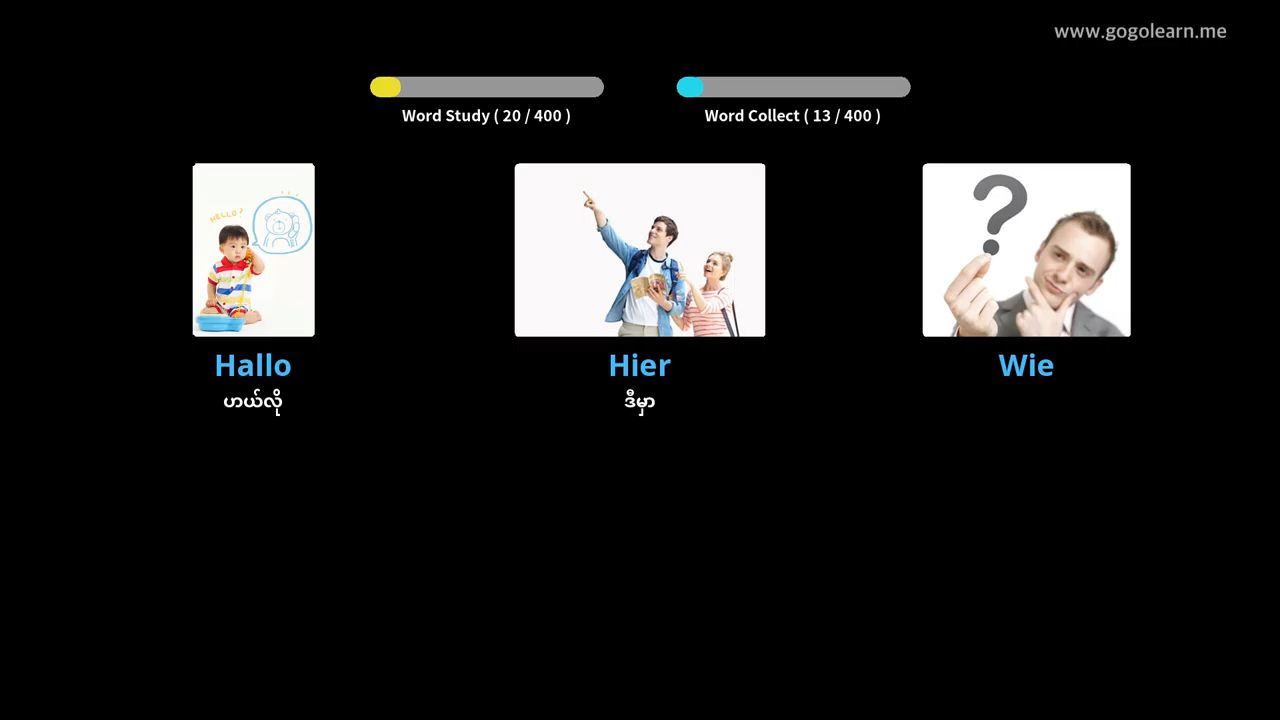 www.gogolearn.me
Word Study ( 20 / 400 )
Word Collect ( 13 / 400 )
HELLO?
Hallo
Hier
Wie
ဟယ်လို
ဒီမှာ